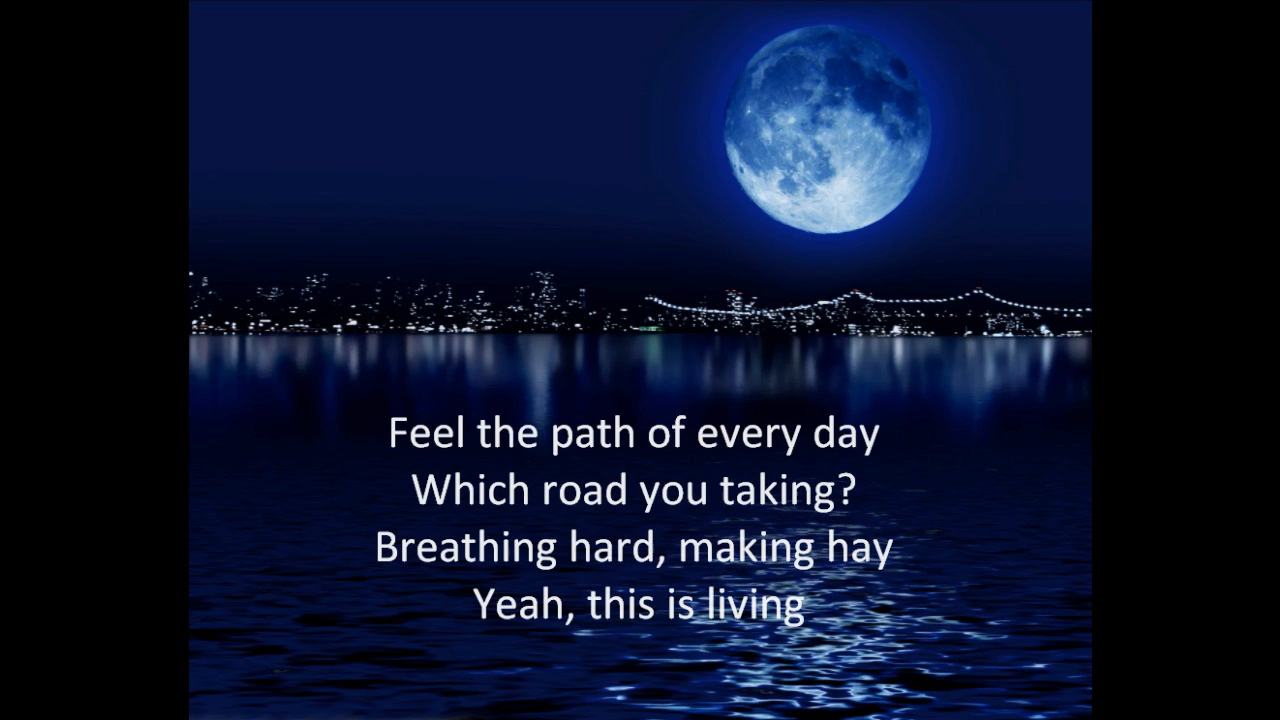 Feel the path of every day
Which road you taking?
Breathing hard, making hay
Yeah, this is living